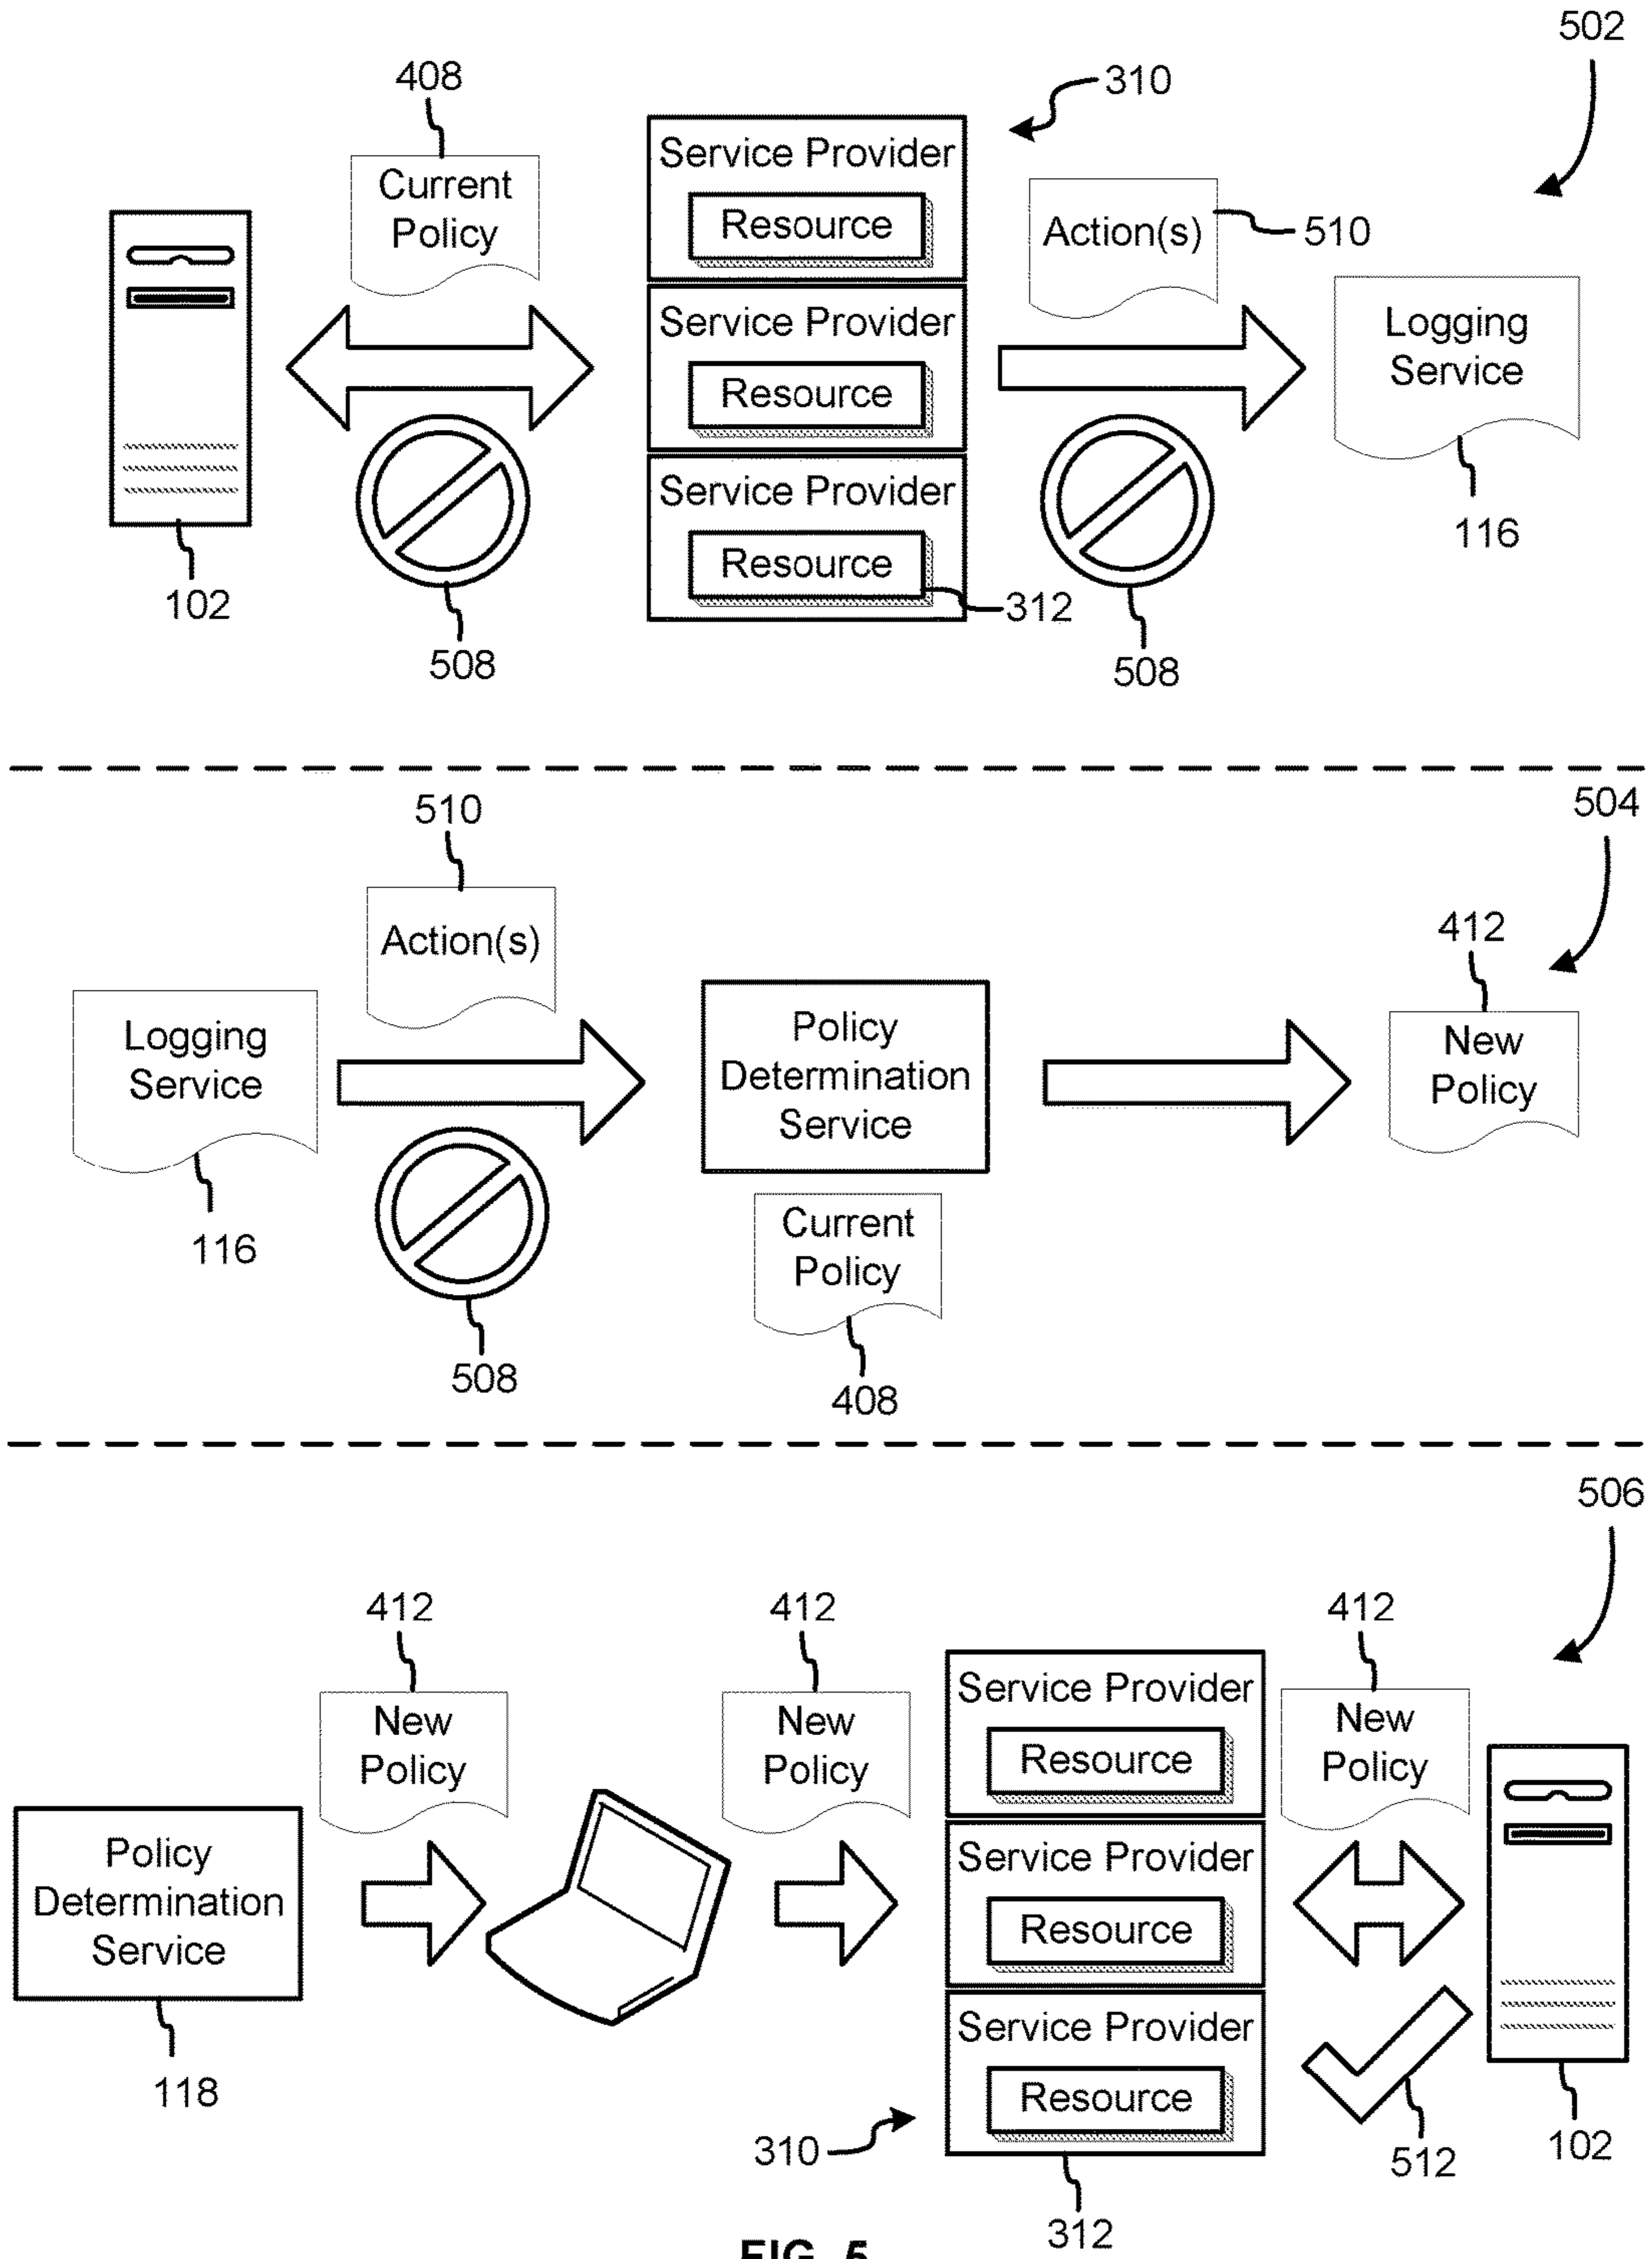 502
408
310
Current
Policy
Service Provider
Resource
Action(s)
510
Service Provider
Resource
Logging
Service
Service Provider
Resource
312
116
102
508
508
504
510
Action(s)
412
Logging
Service
Policy
Determination
Service
New
Policy
116
Current
Policy
508
408
506
412
412
412
New
Policy
New
Policy
Service Provider
Resource
New
Policy
Policy
Determination
Service
Service Provider
Resource
Service Provider
Resource
118
310
312
512
102
FIG. 5